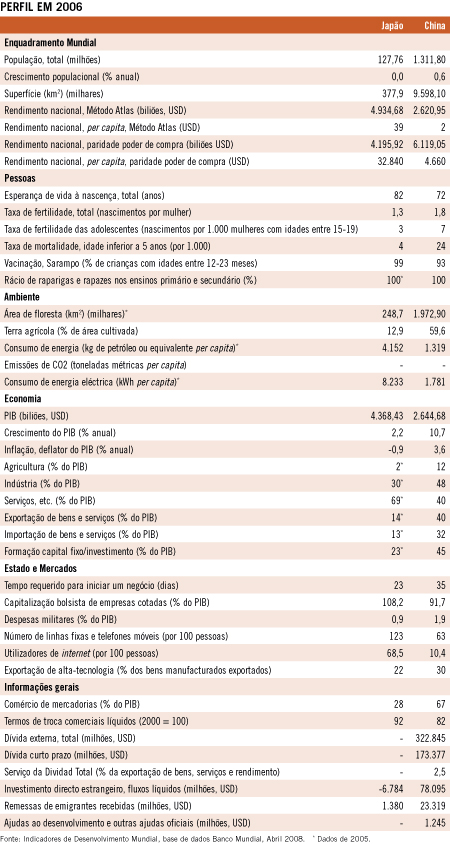 PERFIL EM 2006
Japão China
Enquadramento Mundial
População, total (milhões) 127,76 1.311,80
Crescimento populacional (% anual) 0,0 0,6
Superfície (km²) (milhares) 377,9 9.598,10
Rendimento nacional, Método Atlas (biliões, USD) 4.934,68 2.620,95
Rendimento nacional, per capita, Método Atlas (USD) 39 2
Rendimento nacional, paridade poder de compra (biliões USD) 4.195,92 6.119,05
Rendimento nacional, per capita, paridade poder de compra (USD) 32.840 4.660
Pessoas
Esperança de vida à nascença, total (anos) 82 72
Taxa de fertilidade, total (nascimentos por mulher) 1,3 1,8
Taxa de fertilidade das adolescentes (nascimentos por 1.000 mulheres com idades entre 15-19) 3 7
Taxa de mortalidade, idade inferior a 5 anos (por 1.000) 4 24
Vacinação, Sarampo (% de crianças com idades entre 12-23 meses) 99 93
Rácio de raparigas e rapazes nos ensinos primário e secundário (%) 100* 100
Ambiente
Área de floresta (km²) (milhares)* 248,7 1.972,90
Terra agrícola (% de área cultivada) 12,9 59,6
Consumo de energia (kg de petróleo ou equivalente per capita)* 4.152 1.319
Emissões de CO2 (toneladas métricas per capita) - -
Consumo de energia eléctrica (kWh per capita)* 8.233 1.781
Economia
PIB (biliões, USD) 4.368,43 2.644,68
Crescimento do PIB (% anual) 2,2 10,7
Inflação, deflator do PIB (% anual) -0,9 3,6
Agricultura (% do PIB) 2* 12
Indústria (% do PIB) 30* 48
Serviços, etc. (% do PIB) 69* 40
Exportação de bens e serviços (% do PIB) 14* 40
Importação de bens e serviços (% do PIB) 13* 32
Formação capital fixo/investimento (% do PIB) 23* 45
Estado e Mercados
Tempo requerido para iniciar um negócio (dias) 23 35
Capitalização bolsista de empresas cotadas (% do PIB) 108,2 91,7
Despesas militares (% do PIB) 0,9 1,9
Número de linhas fixas e telefones móveis (por 100 pessoas) 123 63
Utilizadores de internet (por 100 pessoas) 68,5 10,4
Exportação de alta-tecnologia (% dos bens manufacturados exportados) 22 30
Informações gerais
Comércio de mercadorias (% do PIB) 28 67
Termos de troca comerciais líquidos (2000 = 100) 92 82
Dívida externa, total (milhões, USD) - 322.845
Dívida curto prazo (milhões, USD) - 173.377
Serviço da Dividad Total (% da exportação de bens, serviços e rendimento) - 2,5
Investimento directo estrangeiro, fluxos líquidos (milhões, USD) -6.784 78.095
Remessas de emigrantes recebidas (milhões, USD) 1.380 23.319
Ajudas ao desenvolvimento e outras ajudas oficiais (milhões, USD) - 1.245
Fonte: Indicadores de Desenvolvimento Mundial, base de dados Banco Mundial, Abril 2008. * Dados de 2005.